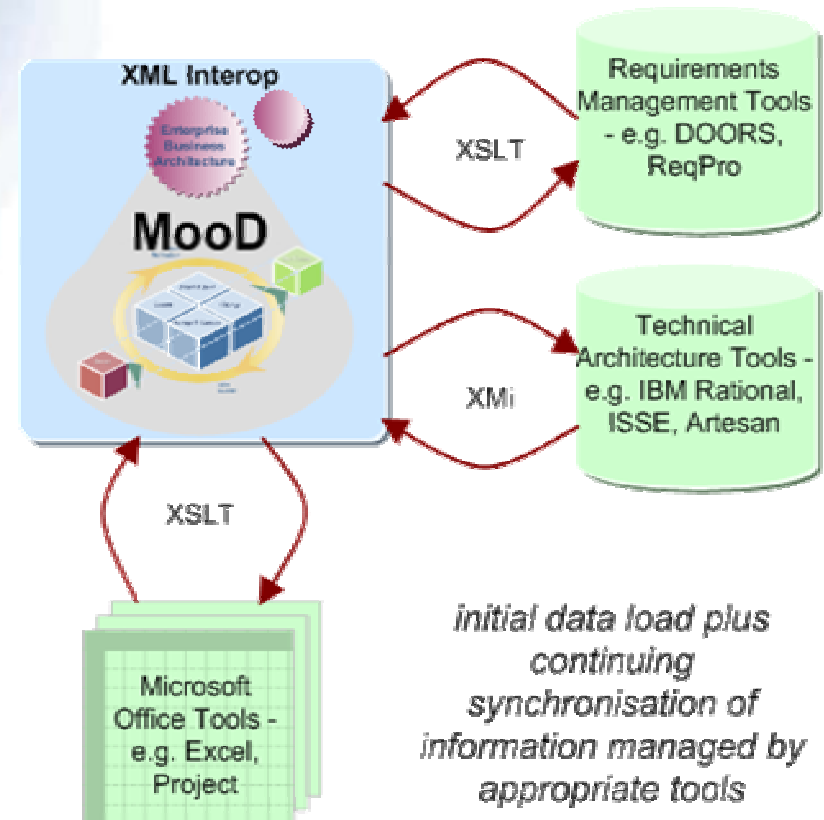 XML Interop
Enterprise
Business
Architecture
MooD
XSLT
Requirements
Management Tools
- e.g. DOORS,
ReqPro
XMi
Technical
Architecture Tools -
e.g. IBM Rational,
ISSE, Artesan
XSLT
Microsoft
Office Tools -
e.g. Excel,
Project
initial data load plus
continuing
synchronisation of
information managed by
appropriate tools